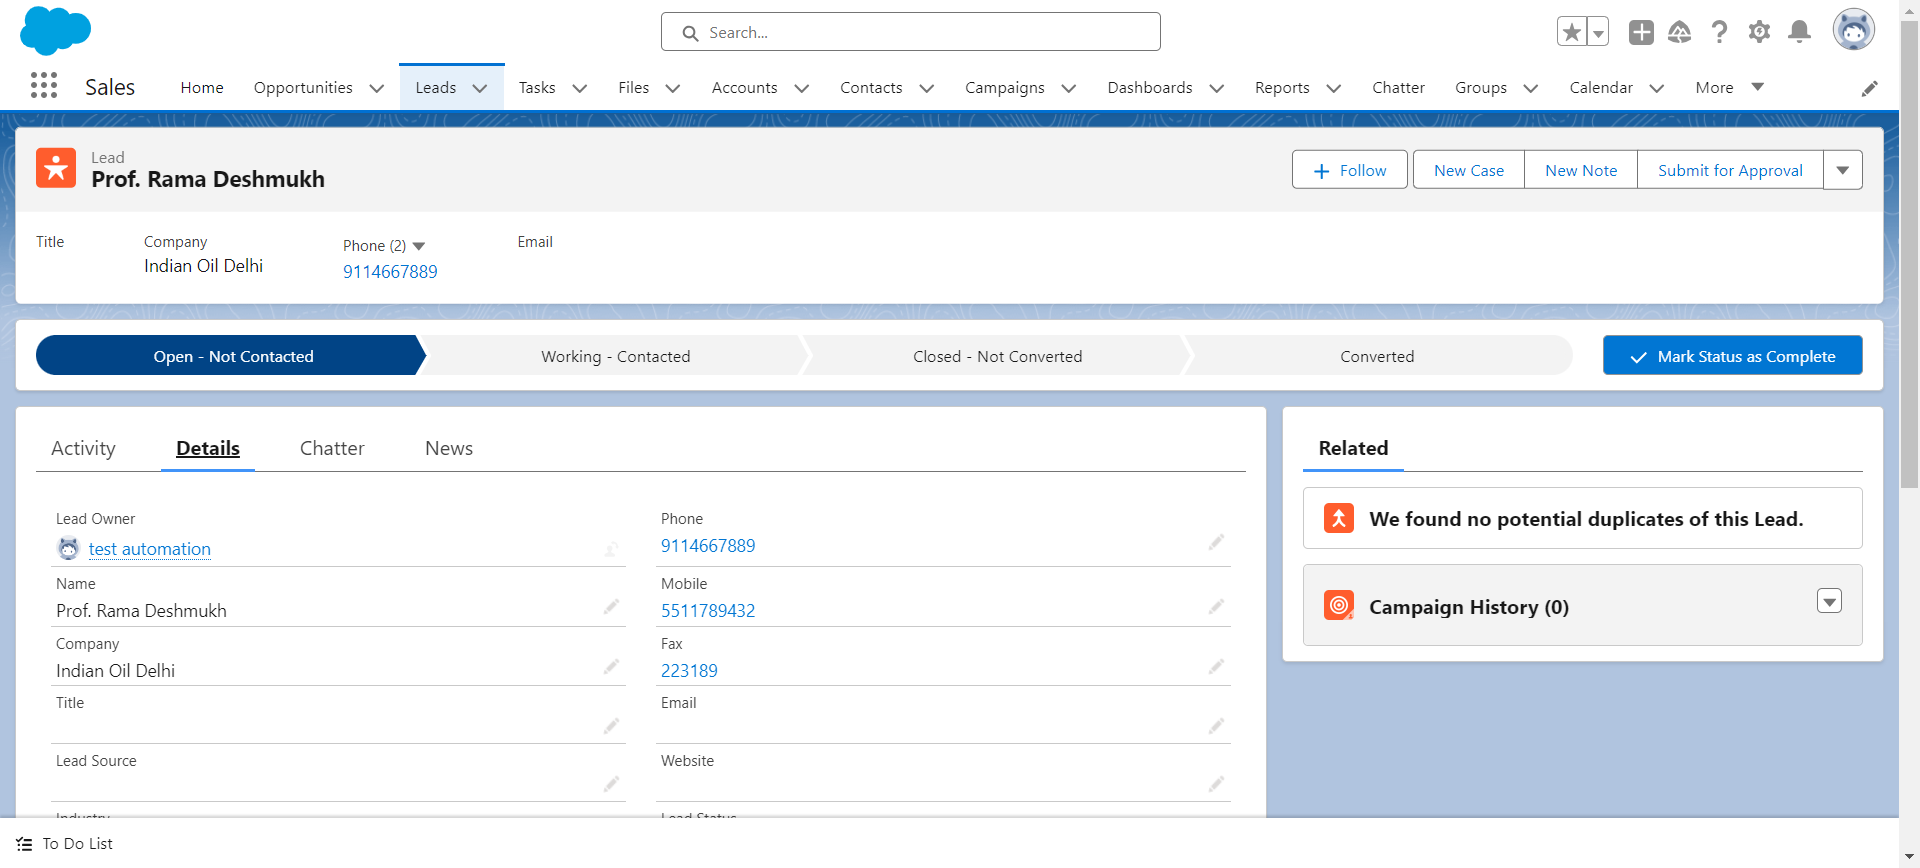 Search...
Sales
Home
Opportunities
Leads
Tasks
Files
Accounts
Contacts
Campaigns
Dashboards
Reports
Chatter
Groups
Calendar
More
Lead
Prof. Rama Deshmukh
Follow
New Case
New Note
Submit for Approval
Title
Company
Indian Oil Delhi
Phone (2)
9114667889
Email
Open - Not Contacted
Working - Contacted
Closed - Not Converted
Converted
Mark Status as Complete
Activity
Details
Chatter
News
Lead Owner
test automation
Phone
9114667889
Name
Prof. Rama Deshmukh
Mobile
5511789432
Company
Indian Oil Delhi
Fax
223189
Title
Email
Lead Source
Website
Industry
Lead Status
Related
We found no potential duplicates of this Lead.
Campaign History (0)
To Do List